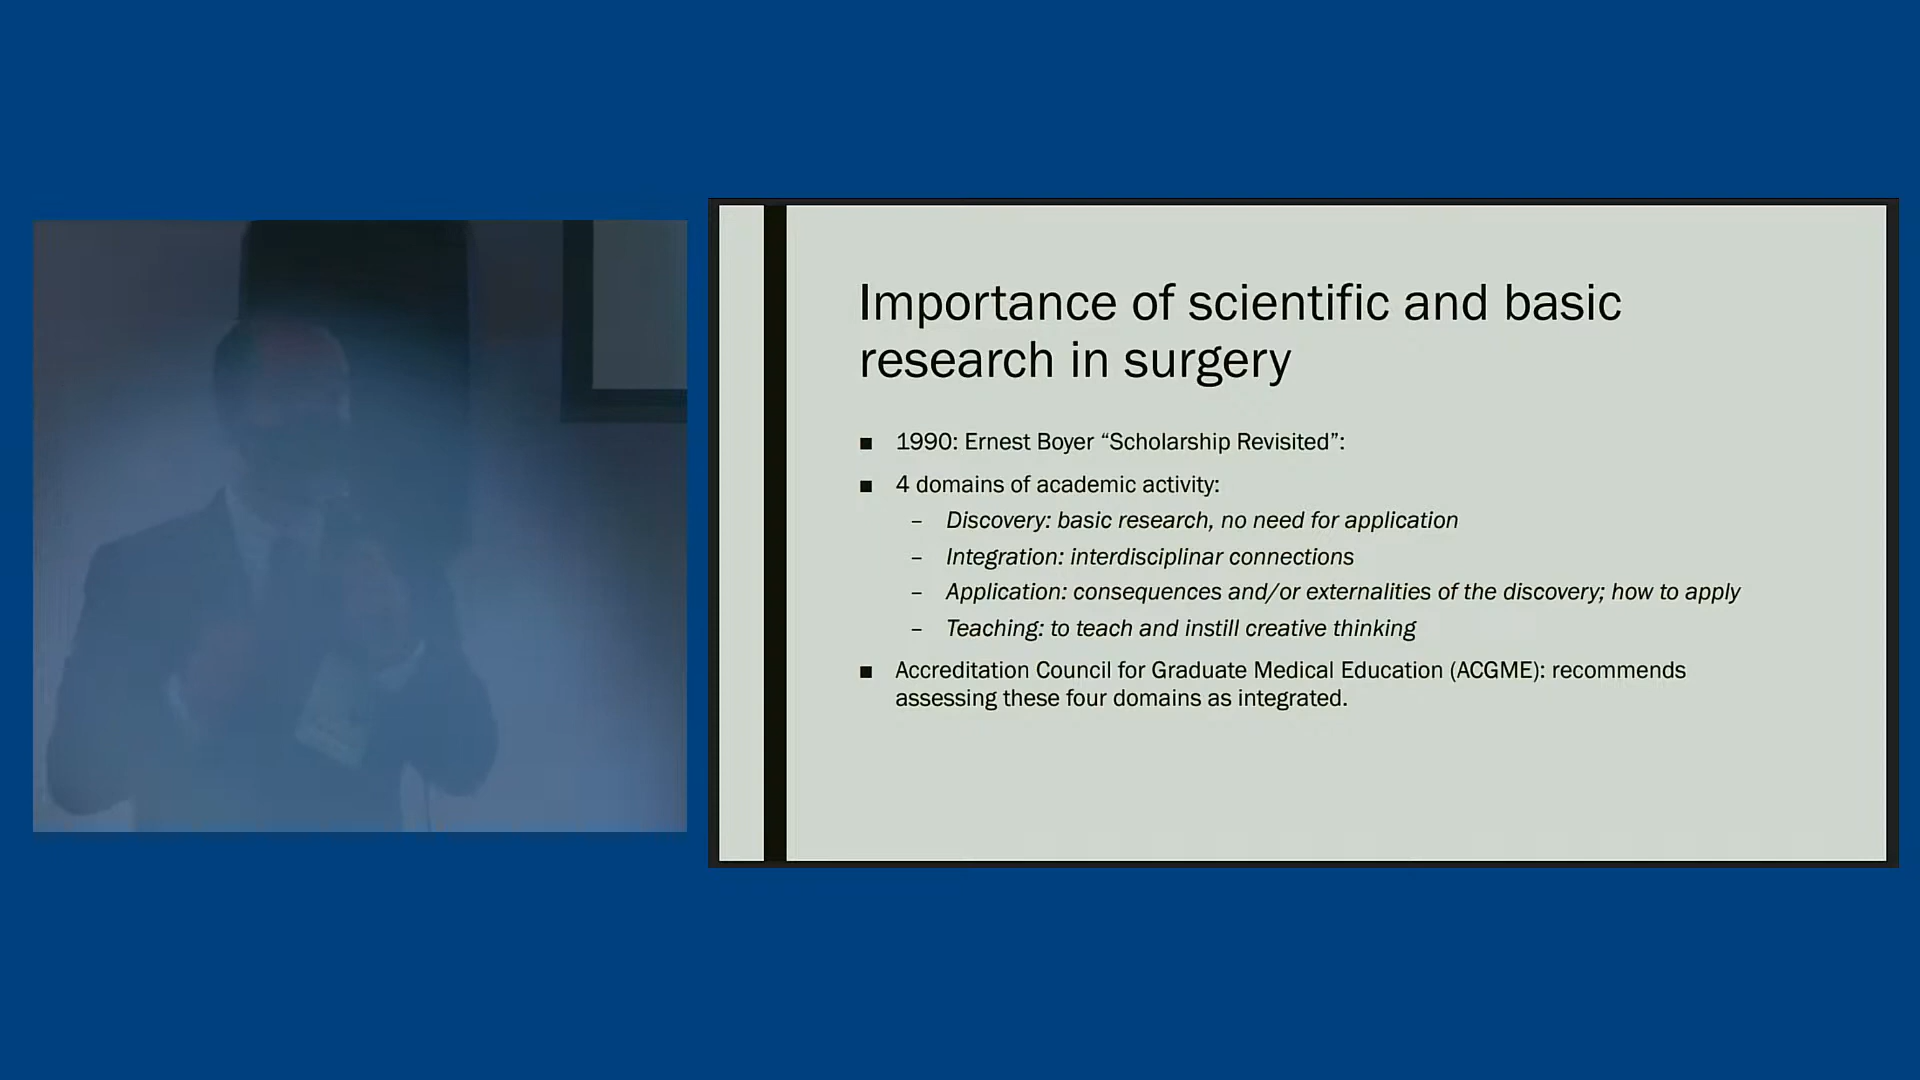 Importance of scientific and basic
research in surgery
■ 1990: Ernest Boyer “Scholarship Revisited”:
■ 4 domains of academic activity:
– Discovery: basic research, no need for application
– Integration: interdisciplinar connections
– Application: consequences and/or externalities of the discovery; how to apply
– Teaching: to teach and instill creative thinking
■ Accreditation Council for Graduate Medical Education (ACGME): recommends
assessing these four domains as integrated.